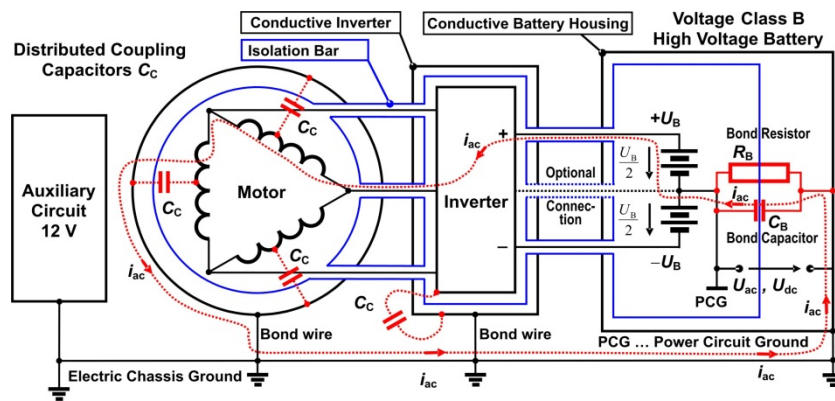 Conductive Inverter
Conductive Battery Housing
Voltage Class B
High Voltage Battery
Distributed Coupling
Capacitors CC
Isolation Bar
CC
iac
+UB
Bond Resistor
RB
+
UB
2
Optional
iac
Auxiliary
Circuit
12 V
Motor
CC
Inverter
Connec-
tion
UB
2
CB
Bond Capacitor
CC
–
–UB
iac
CC
PCG
Uac , Udc
iac
Bond wire
Bond wire
PCG ... Power Circuit Ground
Electric Chassis Ground
iac
iac